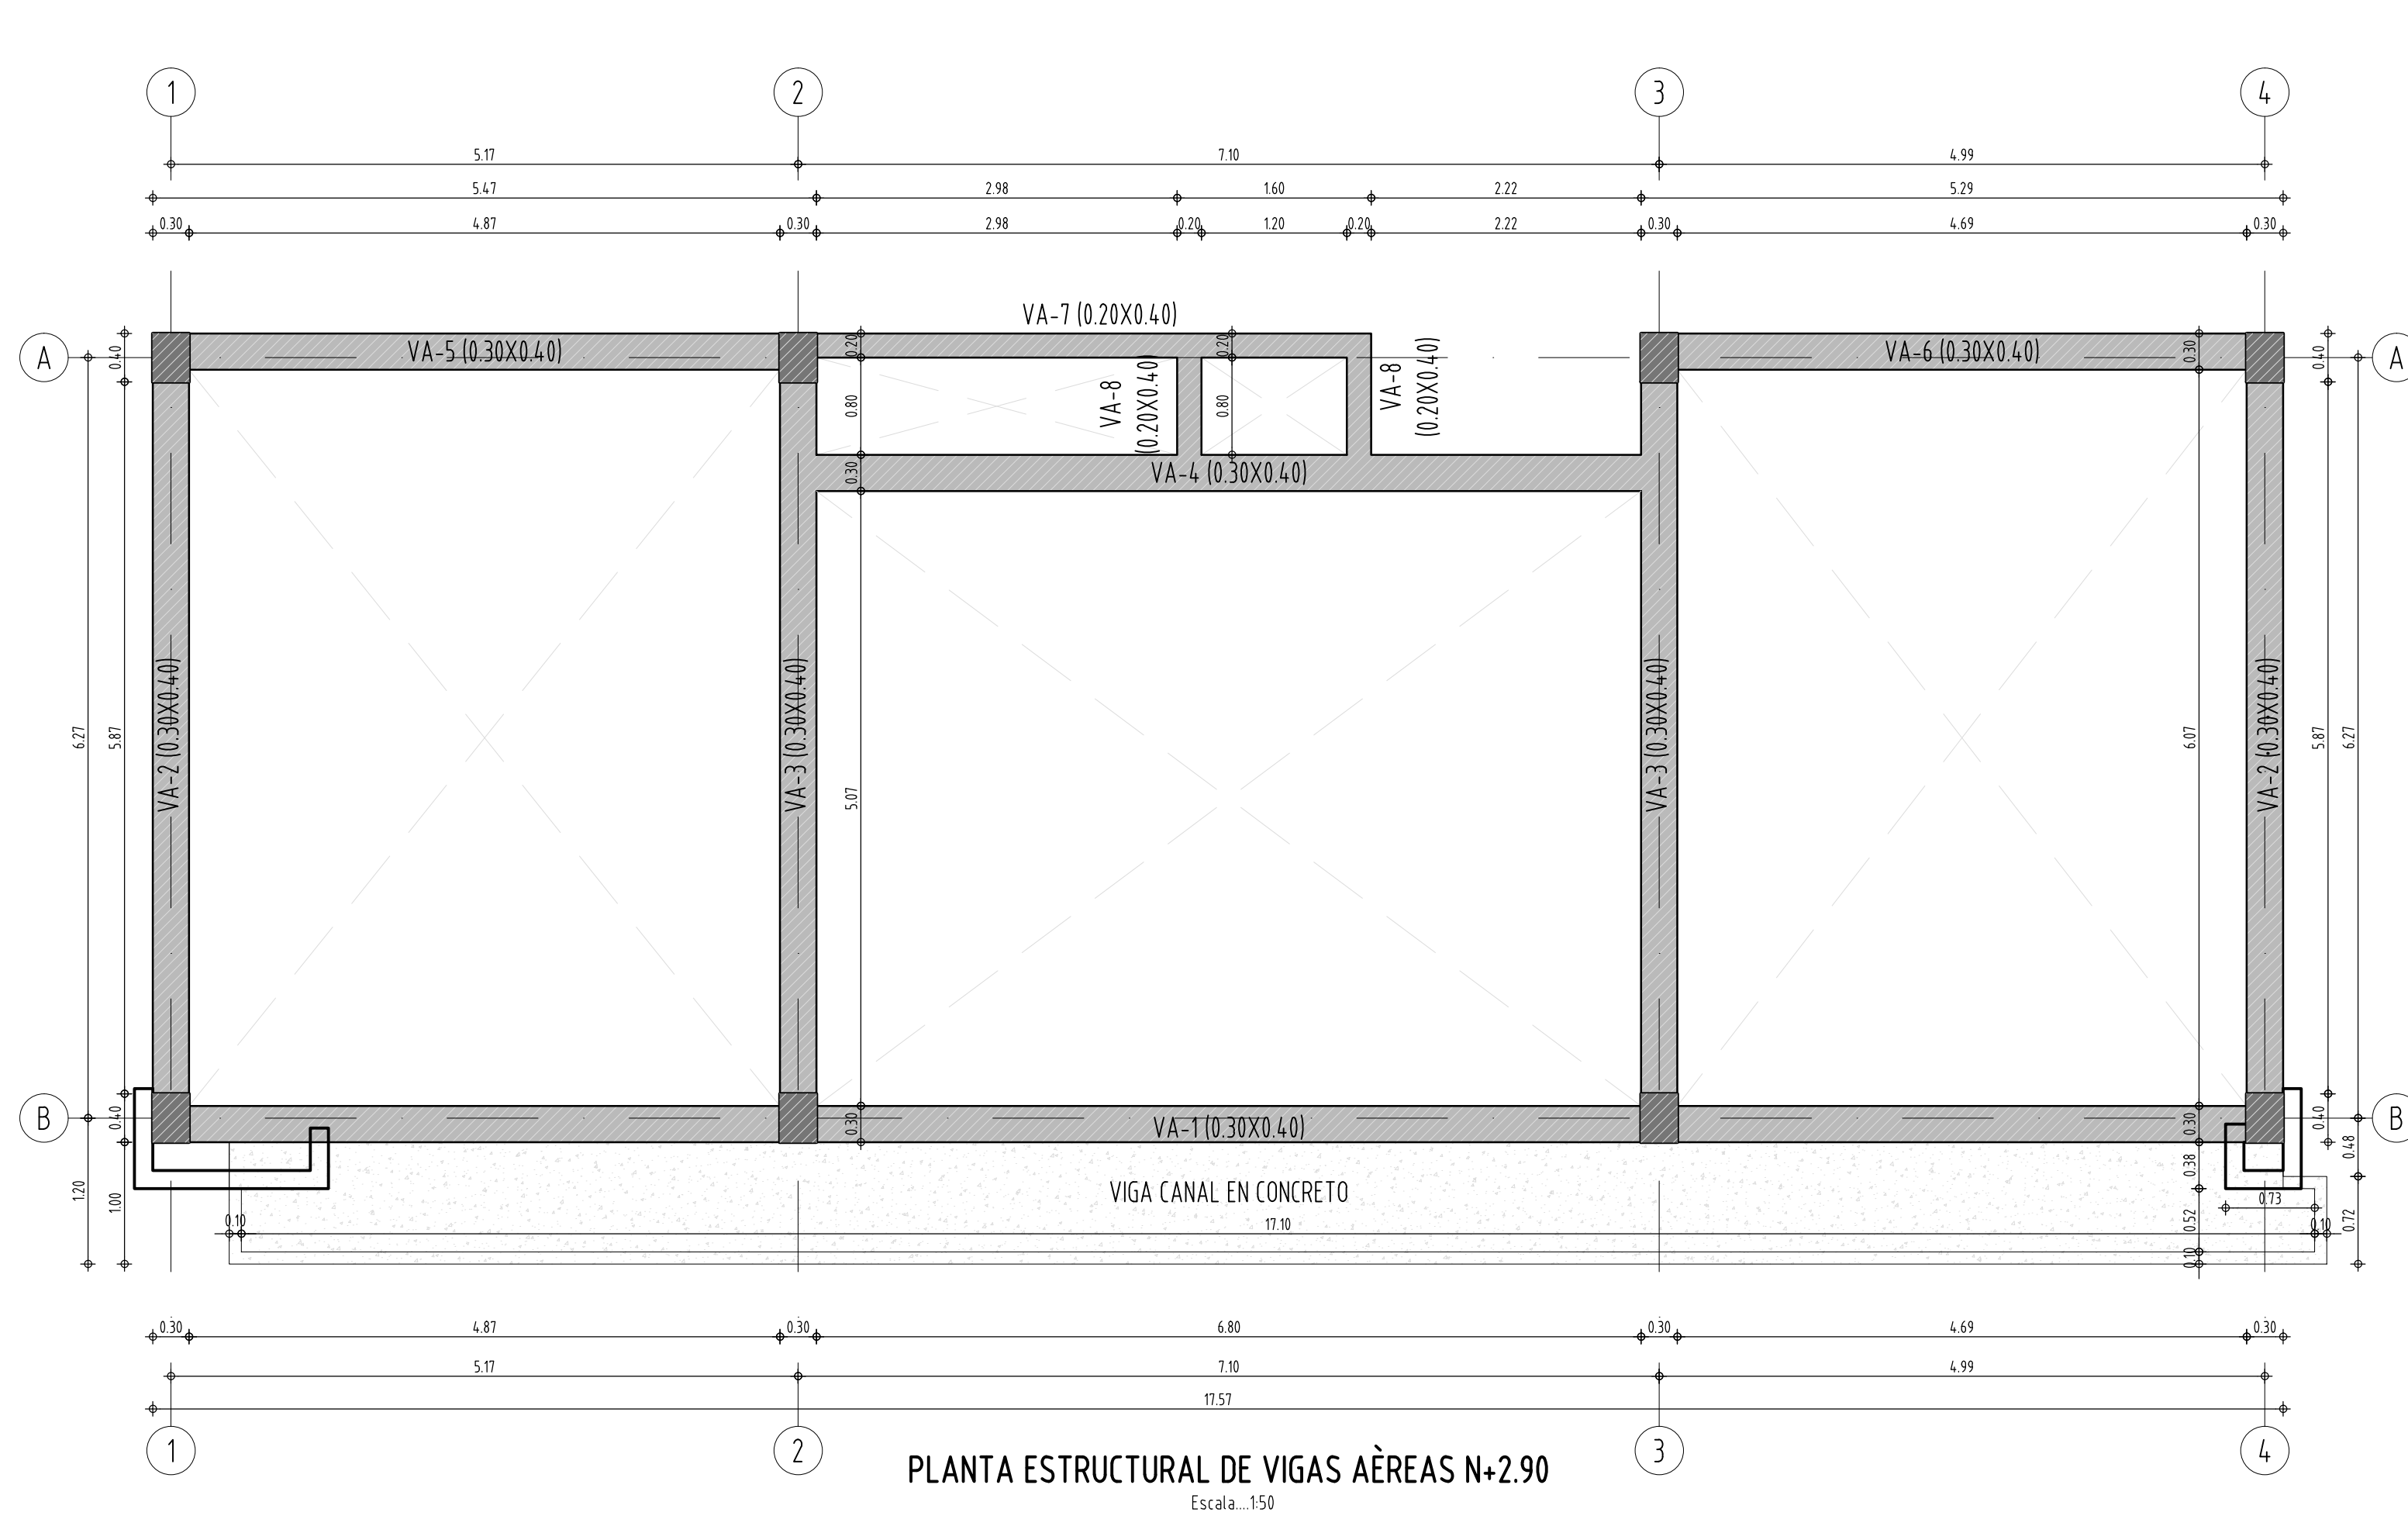 1 2 3 4
5.17 7.10 4.99
5.47 2.98 1.60 2.22 5.29
0.30 4.87 0.30 2.98 0.20 1.20 0.20 2.22 0.30 4.69 0.30
VA-7 (0.20X0.40)
A 0.40 VA-5 (0.30X0.40) 0.20 0.20 VA-6 (0.30X0.40) 0.30 0.40 A
0.80 VA-8 (0.20X0.40) 0.80 VA-8 (0.20X0.40)
0.30 VA-4 (0.30X0.40)
6.27 5.87 VA-2 (0.30X0.40) VA-3 (0.30X0.40) 5.07 VA-3 (0.30X0.40) 6.07 VA-2 (0.30X0.40) 5.87 6.27
B 0.40 0.30 VA-1 (0.30X0.40) 0.30 0.40 B
0.48
0.38
1.20 1.00 VIGA CANAL EN CONCRETO 0.73
0.10 17.10 0.52 0.10 0.72
0.10
0.30 4.87 0.30 6.80 0.30 4.69 0.30
5.17 7.10 4.99
17.57
1 2 3 4
PLANTA ESTRUCTURAL DE VIGAS AÈREAS N+2.90
Escala....1:50